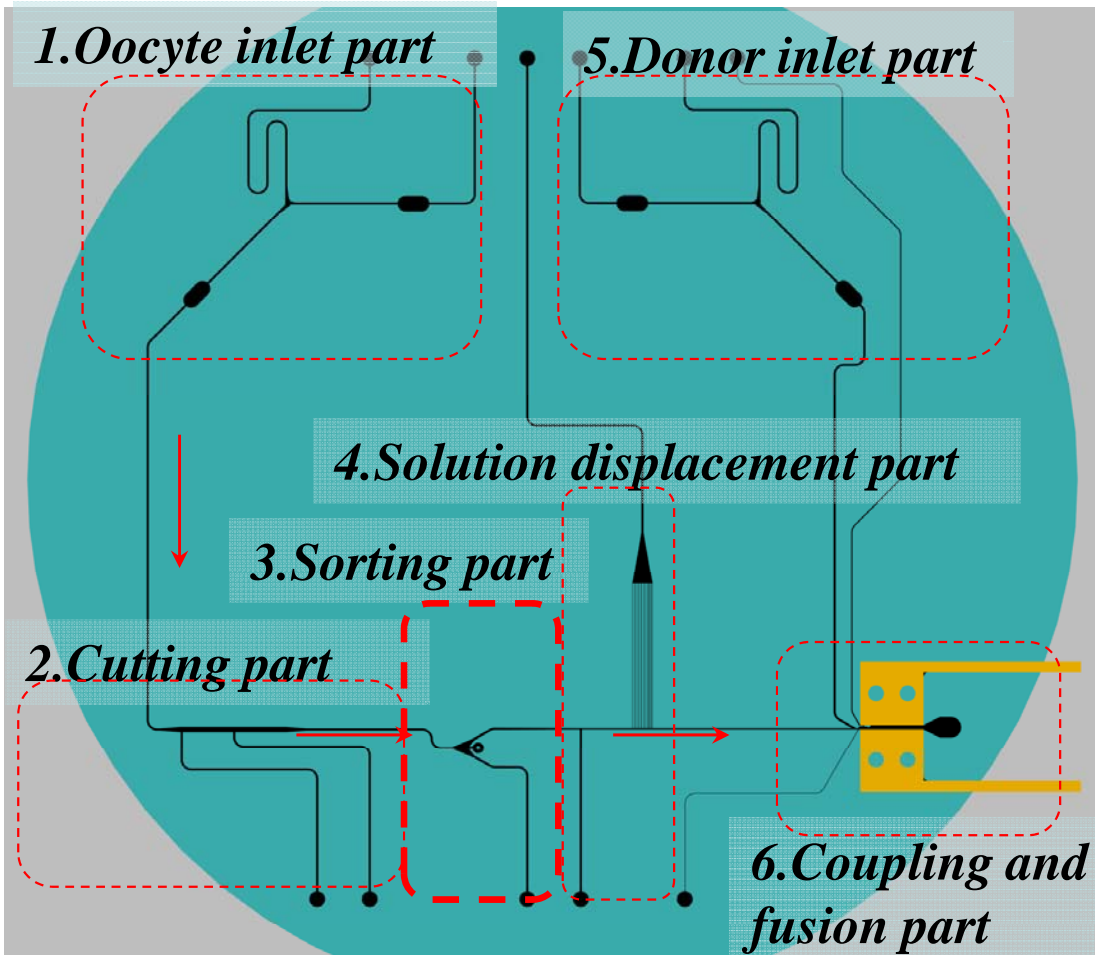 1.Oocyte inlet part
5.Donor inlet part
4.Solution displacement part
3.Sorting part
2.Cutting part
6.Coupling and
fusion part